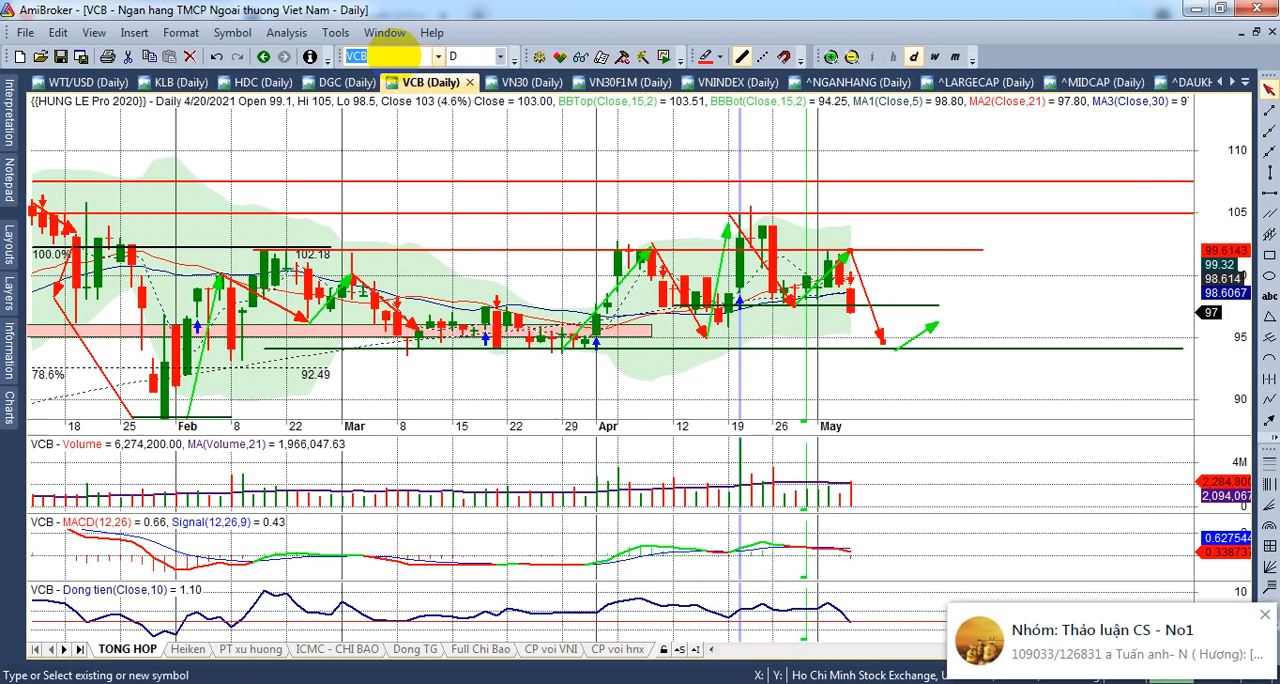 AmiBroker - [VCB - Ngan hang TMCP Ngoai thuong Viet Nam - Daily]
File Edit View Insert Format Symbol Analysis Tools Window Help
VCB D i h d w m
WTI/USD (Daily) KLB (Daily) HDC (Daily) DGC (Daily) VCB (Daily) VN30 (Daily) VN30F1M (Daily) VNINDEX (Daily) ^NGANHANG (Daily) ^LARGECAP (Daily) ^MIDCAP (Daily) ^DAUKH
{{HUNG LE Pro 2020}} - Daily 4/20/2021 Open 99.1, Hi 105, Lo 98.5, Close 103 (4.6%) Close = 103.00, BBTop(Close,15,2) = 103.51, BBBot(Close,15,2) = 94.25, MA1(Close,5) = 98.80, MA2(Close,21) = 97.80, MA3(Close,30) = 97
Interpretation
Notepad
Layouts
Layers
Information
Charts
110
105
100.0% 102.18
99.6143
99.32
98.614
98.6067
97
95
78.6% 92.49
90
18 25 Feb 8 22 Mar 8 15 22 29 Apr 12 19 26 May
VCB - Volume = 6,274,200.00, MA(Volume,21) = 1,966,047.63
4M
2,284,800
2,094,067
0
VCB - MACD(12,26) = 0.66, Signal(12,26,9) = 0.43
0.627544
0.338737
VCB - Dong tien(Close,10) = 1.10
10
TONG HOP Heiken PT xu huong ICMC - CHI BAO Dong TG Full Chi Bao CP voi VNI CP voi hnx
Nhóm: Thảo luận CS - No1
109033/126831 a Tuấn anh- N ( Hương): [...
Type or Select existing or new symbol X: Y: Ho Chi Minh Stock Exchange, U
abc